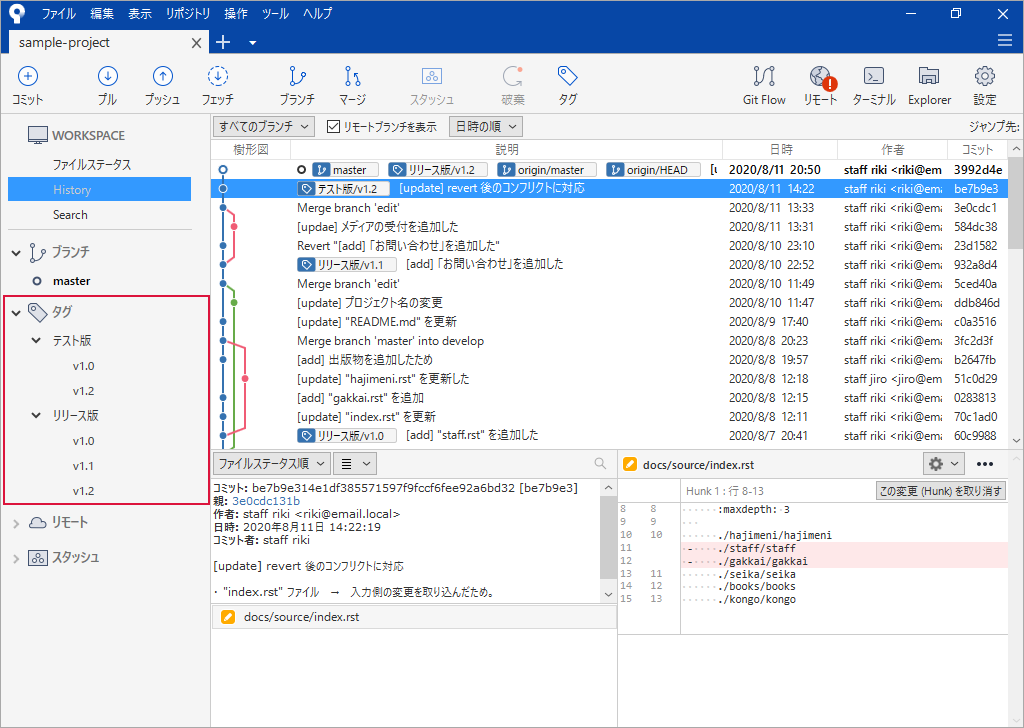 ファイル 編集 表示 リポジトリ 操作 ツール ヘルプ
sample-project
コミット プル プッシュ フェッチ ブランチ マージ スタッシュ 破棄 タグ Git Flow リモート ターミナル Explorer 設定
WORKSPACE
ファイルステータス
History
Search
ブランチ
master
タグ
テスト版
v1.0
v1.2
リリース版
v1.0
v1.1
v1.2
リモート
スタッシュ
すべてのブランチ リモートブランチを表示 日時の順 ジャンプ先:
樹形図 説明 日時 作者 コミット
master リリース版/v1.2 origin/master origin/HEAD 2020/8/11 20:50 staff riki <riki@em 3992d4e
テスト版/v1.2 [update] revert 後のコンフリクトに対応 2020/8/11 14:22 staff riki <riki@ema be7b9e3
Merge branch 'edit' 2020/8/11 13:33 staff riki <riki@ema 3e0cdc1
[updae] メディアの受付を追加した 2020/8/11 13:31 staff riki <riki@ema 584dc38
Revert "[add] 「お問い合わせ」を追加した" 2020/8/10 23:10 staff riki <riki@ema 23d1582
リリース版/v1.1 [add] 「お問い合わせ」を追加した 2020/8/10 22:52 staff riki <riki@ema 932a8d4
Merge branch 'edit' 2020/8/10 11:49 staff riki <riki@ema 5ced40a
[update] プロジェクト名の変更 2020/8/10 11:47 staff riki <riki@ema ddb846d
[update] "README.md" を更新 2020/8/9 17:40 staff riki <riki@ema c0a3516
Merge branch 'master' into develop 2020/8/8 20:23 staff riki <riki@ema 3fc2d3f
[add] 出版物を追加したため 2020/8/8 19:57 staff riki <riki@ema b2647fb
[update] "hajimeni.rst" を更新した 2020/8/8 12:18 staff jiro <jiro@em 51c0d29
[add] "gakkai.rst" を追加 2020/8/8 12:15 staff riki <riki@ema 0283813
[update] "index.rst" を更新 2020/8/8 12:11 staff riki <riki@ema 70c1ad0
リリース版/v1.0 [add] "staff.rst" を追加した 2020/8/7 20:41 staff riki <riki@ema 60c9988
ファイルステータス順
コミット: be7b9e314e1df385571597f9fccf6fee92a6bd32 [be7b9e3]
親: 3e0cdc131b
作者: staff riki <riki@email.local>
日時: 2020年8月11日 14:22:19
コミット者: staff riki
[update] revert 後のコンフリクトに対応
・ "index.rst" ファイル → 入力側の変更を取り込んだため。
docs/source/index.rst
docs/source/index.rst
Hunk 1 : 行 8-13 この変更 (Hunk) を取り消す
8 8 :maxdepth: 3
9 9
10 10 ./hajimeni/hajimeni
11 - ./staff/staff
12 - ./gakkai/gakkai
13 11 ./seika/seika
14 12 ./books/books
15 13 ./kongo/kongo